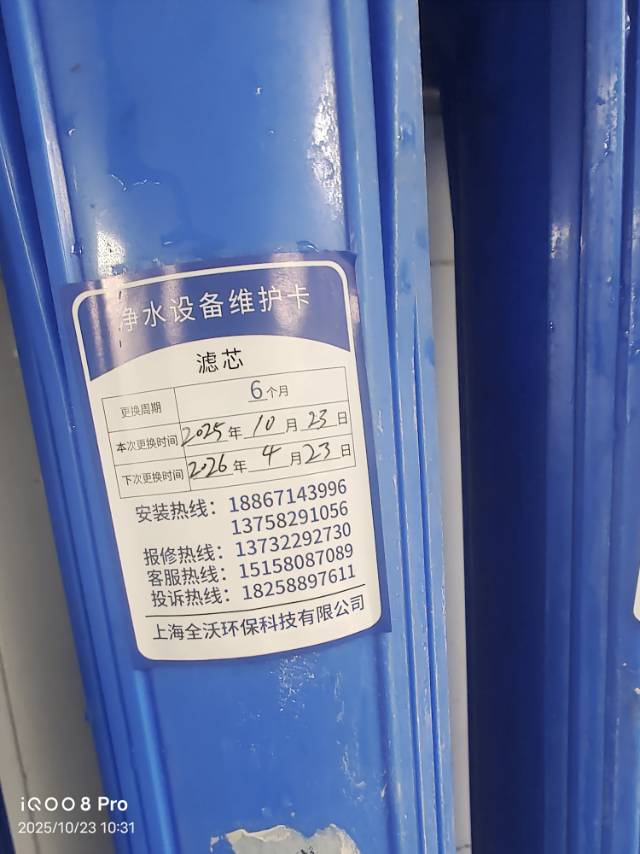 净水设备维护卡
滤芯
更换周期 6个月
本次更换时间 2025年10月23日
下次更换时间 2026年4月23日
安装热线：18867143996
13758291056
报修热线：13732292730
客服热线：15158087089
投诉热线：18258897611
上海全沃环保科技有限公司
iQOO 8 Pro
2025/10/23 10:31